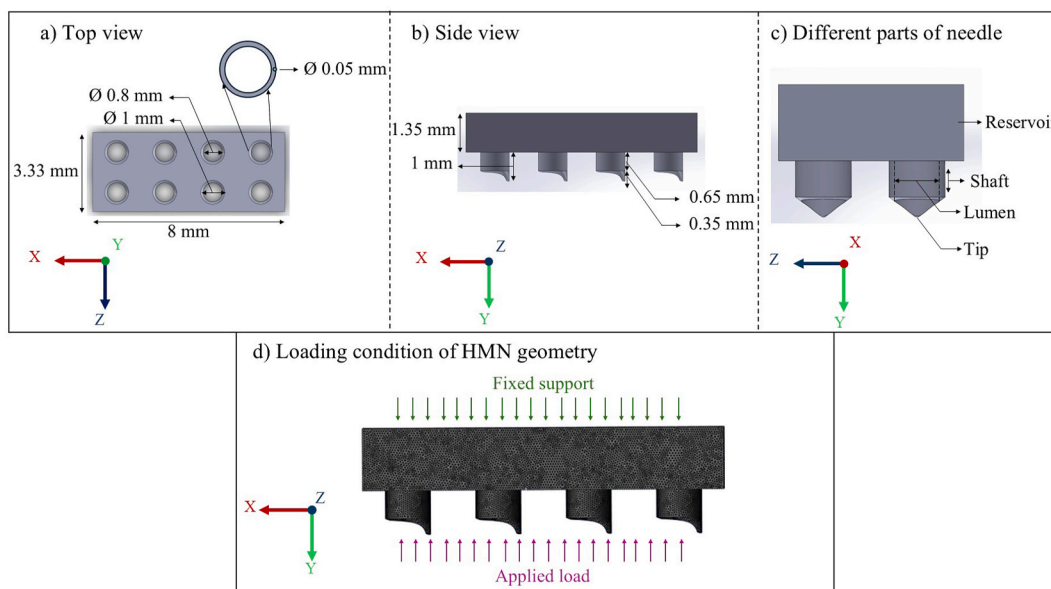 a) Top view
Ø 0.05 mm
Ø 0.8 mm
Ø 1 mm
3.33 mm
8 mm
X
Y
Z
b) Side view
1.35 mm
1 mm
0.65 mm
0.35 mm
X
Z
Y
c) Different parts of needle
Reservoir
Shaft
Lumen
Tip
Z
X
Y
d) Loading condition of HMN geometry
Fixed support
X
Z
Y
Applied load